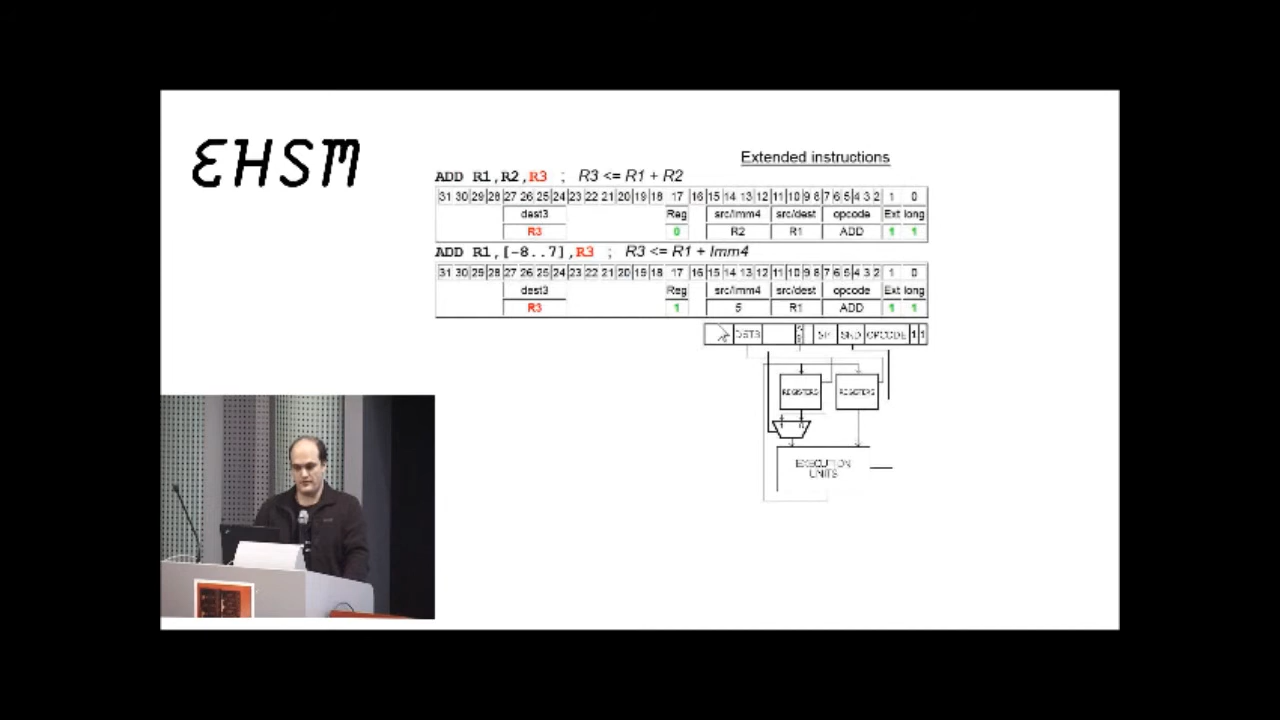 EHSM
Extended instructions
ADD R1,R2,R3 ; R3 <= R1 + R2
31 30 29 28 27 26 25 24 23 22 21 20 19 18 17 16 15 14 13 12 11 10 9 8 7 6 5 4 3 2 1 0
dest3 Reg src/Imm4 src/dest opcode Ext long
R3 0 R2 R1 ADD 1 1
ADD R1,[-8..7],R3 ; R3 <= R1 + Imm4
31 30 29 28 27 26 25 24 23 22 21 20 19 18 17 16 15 14 13 12 11 10 9 8 7 6 5 4 3 2 1 0
dest3 Reg src/Imm4 src/dest opcode Ext long
R3 1 5 R1 ADD 1 1
DST3 SND OPCODE 1 1
REGISTERS REGISTERS
EXECUTION
UNITS